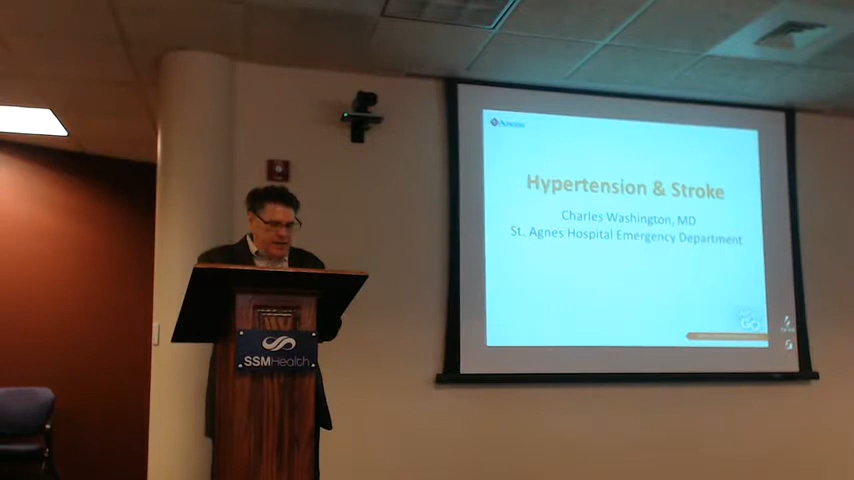 Hypertension & Stroke
Charles Washington, MD
St. Agnes Hospital Emergency Department
SSMHealth